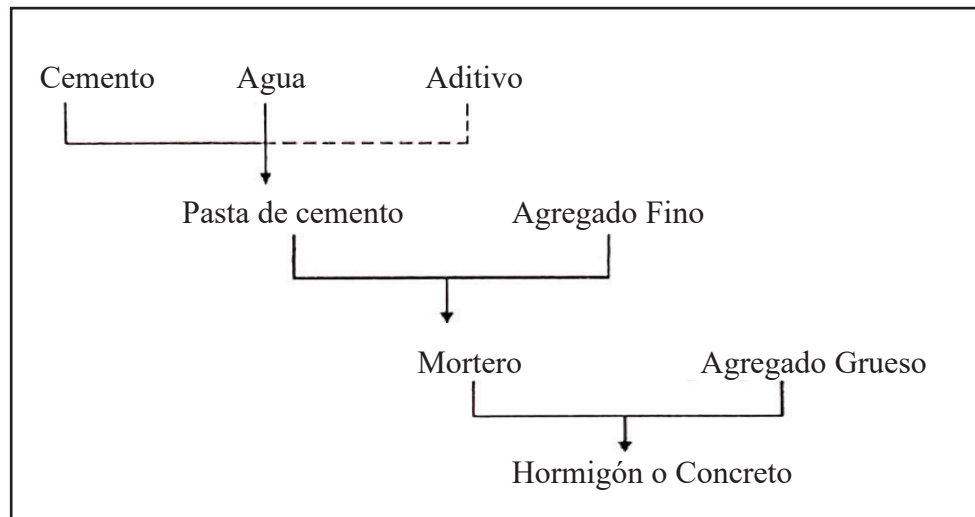 Cemento Agua Aditivo
Pasta de cemento Agregado Fino
Mortero Agregado Grueso
Hormigón o Concreto